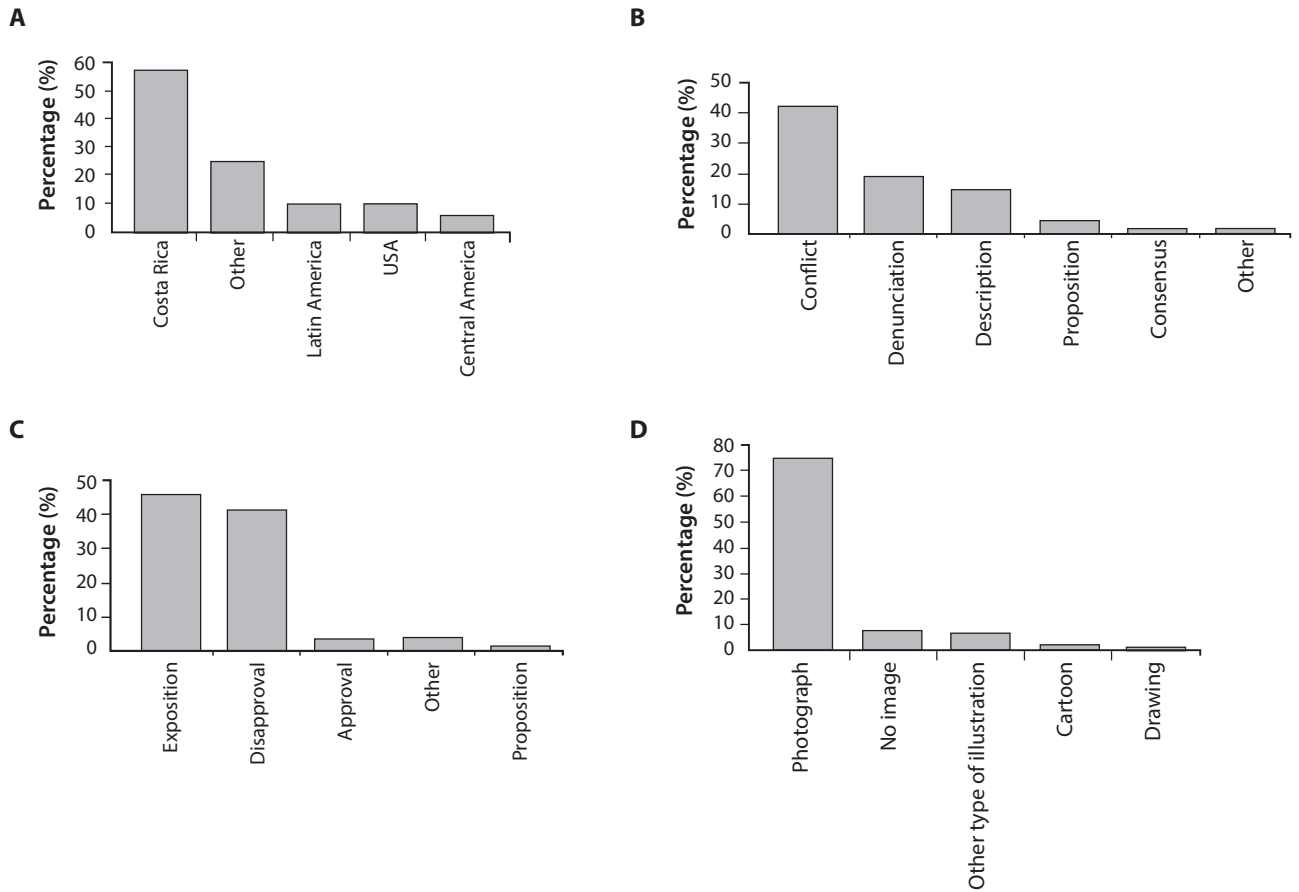 A
Percentage (%)
60
50
40
30
20
10
0
Costa Rica
Other
Latin America
USA
Central America
B
Percentage (%)
50
40
30
20
10
0
Conflict
Denunciation
Description
Proposition
Consensus
Other
C
Percentage (%)
50
40
30
20
10
0
Exposition
Disapproval
Approval
Other
Proposition
D
Percentage (%)
80
70
60
50
40
30
20
10
0
Photograph
No image
Other type of illustration
Cartoon
Drawing